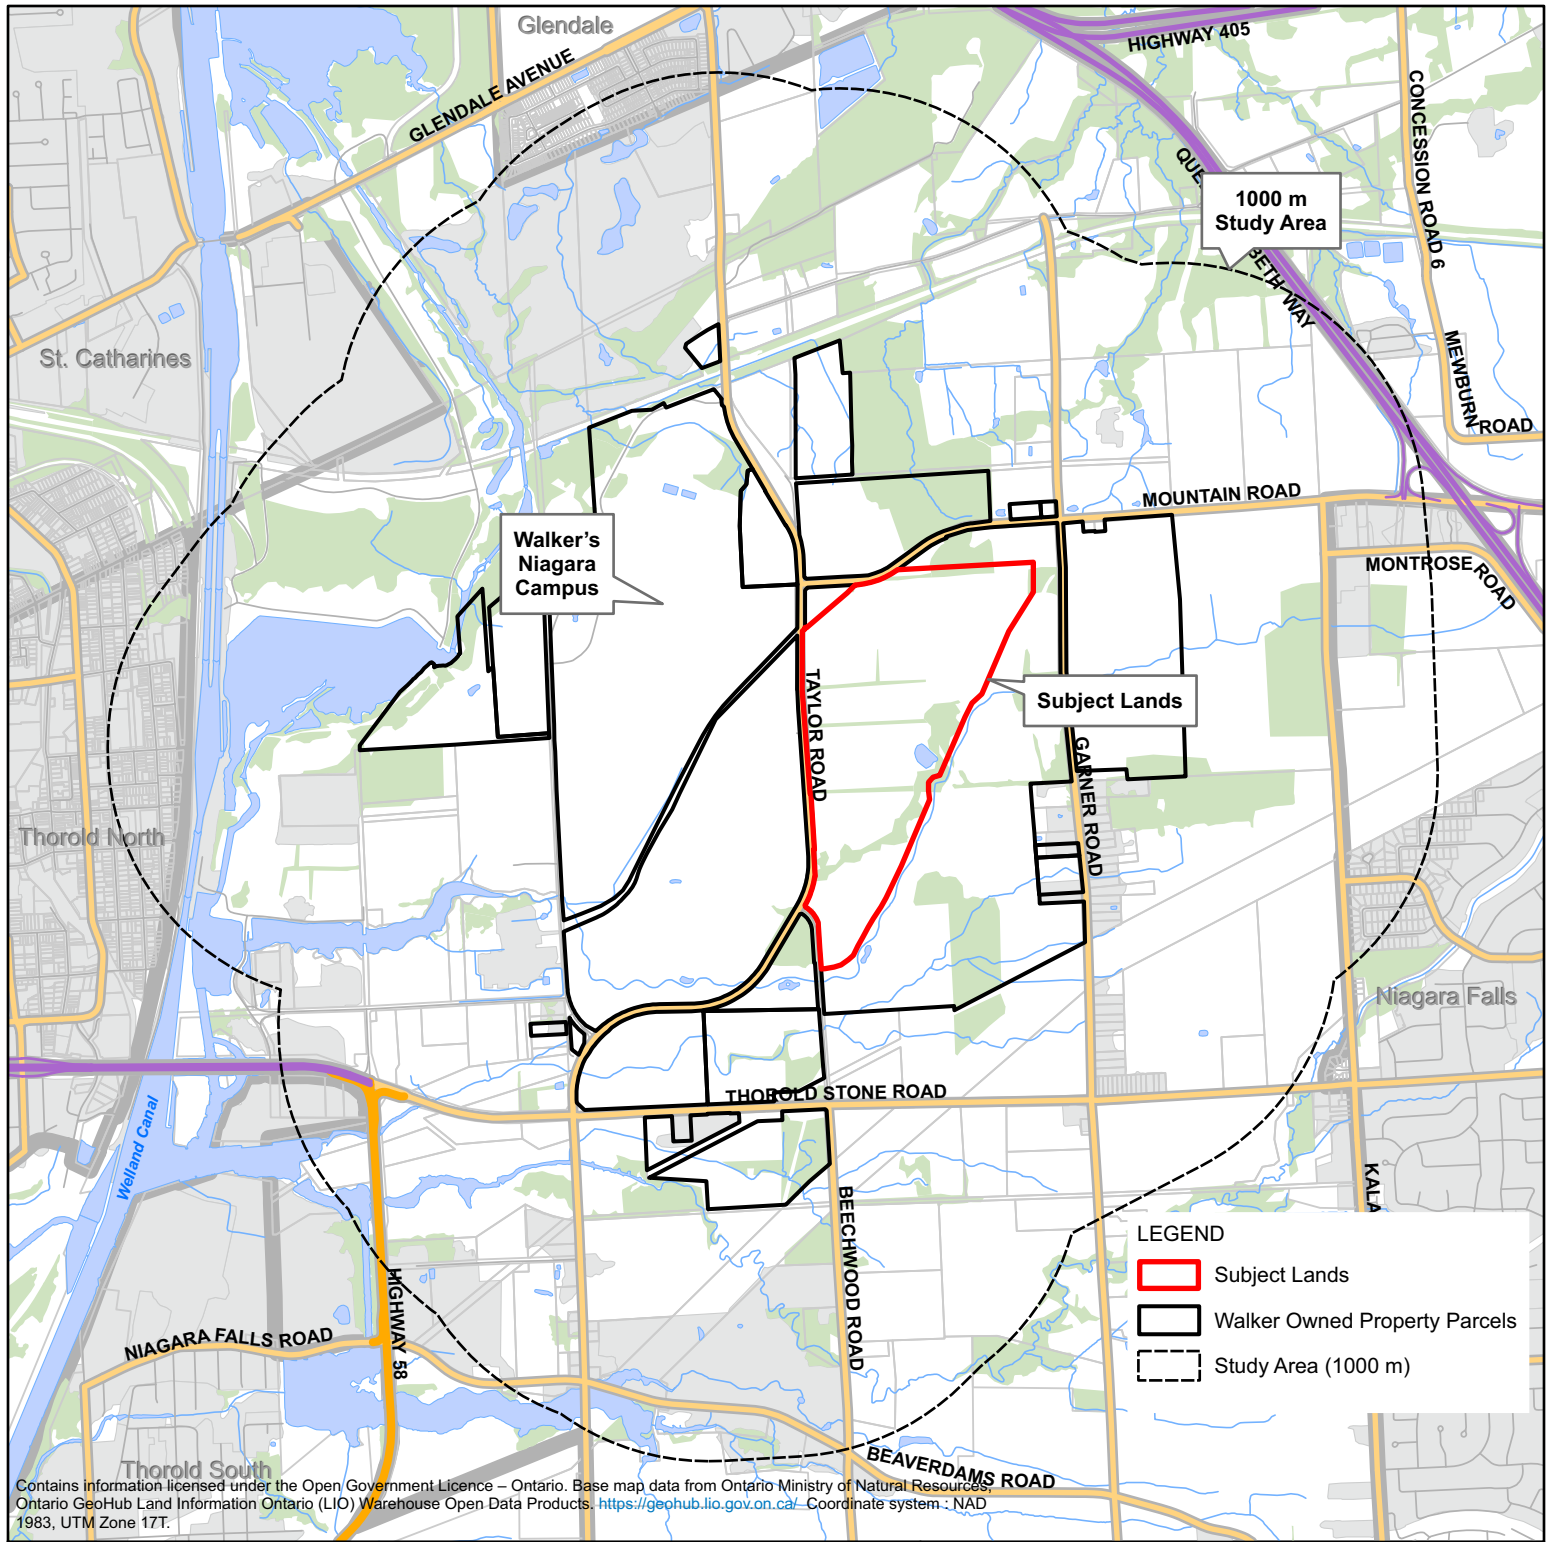 Glendale
HIGHWAY 405
GLENDALE AVENUE
CONCESSION ROAD 6
1000 m
Study Area
BETH WAY
St. Catharines
MEWBURN
ROAD
MOUNTAIN ROAD
Walker's
Niagara
Campus
MONTROSE
ROAD
TAYLOR ROAD
Subject Lands
GARNER ROAD
Thorold North
Niagara Falls
THOROLD STONE ROAD
Welland Canal
BEECHWOOD ROAD
HIGHWAY 58
NIAGARA FALLS ROAD
LEGEND
Subject Lands
Walker Owned Property Parcels
Study Area (1000 m)
BEAVERDAMS ROAD
Thorold South
Contains information licensed under the Open Government Licence – Ontario. Base map data from Ontario Ministry of Natural Resources,
Ontario GeoHub Land Information Ontario (LIO) Warehouse Open Data Products. https://geohub.lio.gov.on.ca/ Coordinate system : NAD
1983, UTM Zone 17T.